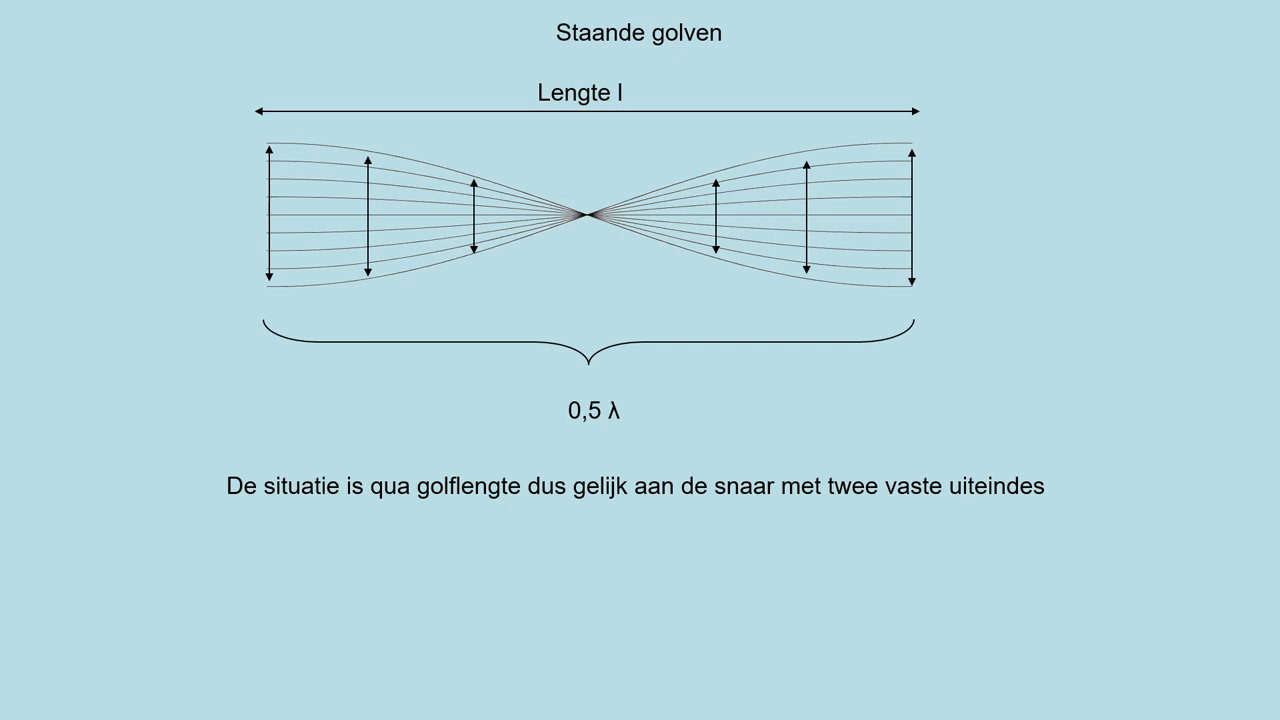 Staande golven
Lengte l
0,5 λ
De situatie is qua golflengte dus gelijk aan de snaar met twee vaste uiteindes